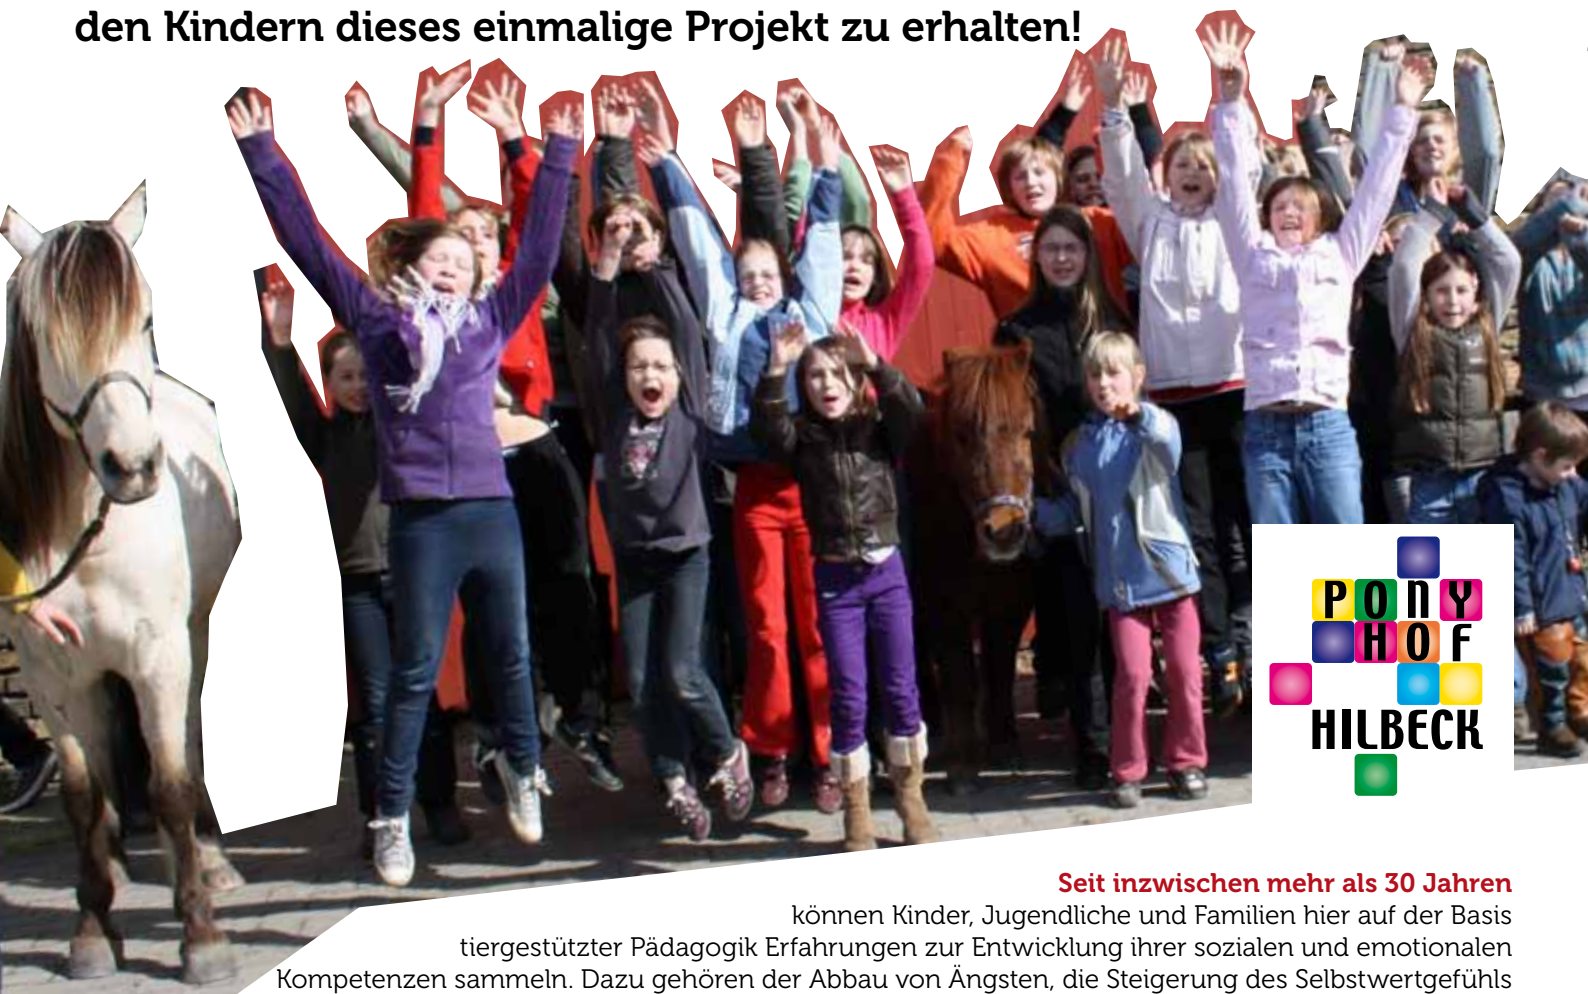 den Kindern dieses einmalige Projekt zu erhalten!
PONY
HOF
HILBECK
Seit inzwischen mehr als 30 Jahren
können Kinder, Jugendliche und Familien hier auf der Basis
tiergestützter Pädagogik Erfahrungen zur Entwicklung ihrer sozialen und emotionalen
Kompetenzen sammeln. Dazu gehören der Abbau von Ängsten, die Steigerung des Selbstwertgefühls